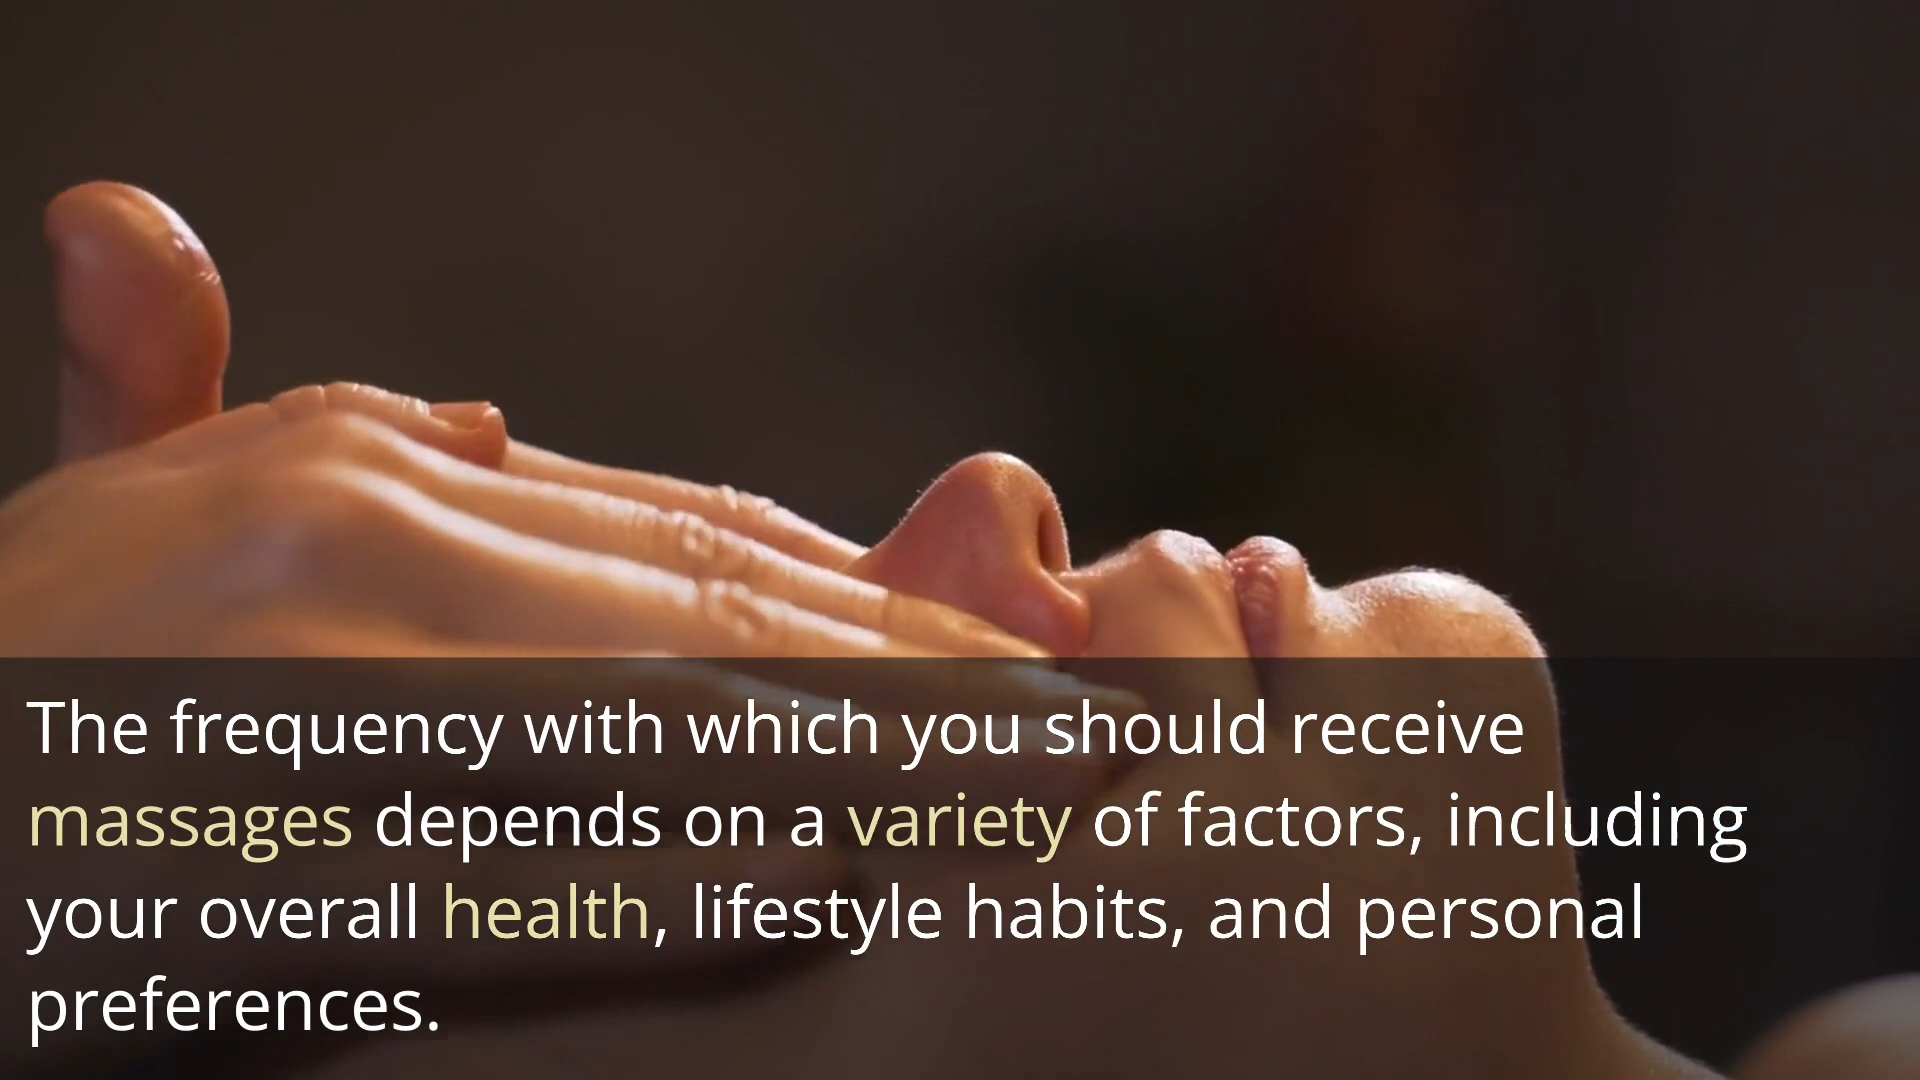 The frequency with which you should receive
massages depends on a variety of factors, including
your overall health, lifestyle habits, and personal
preferences.